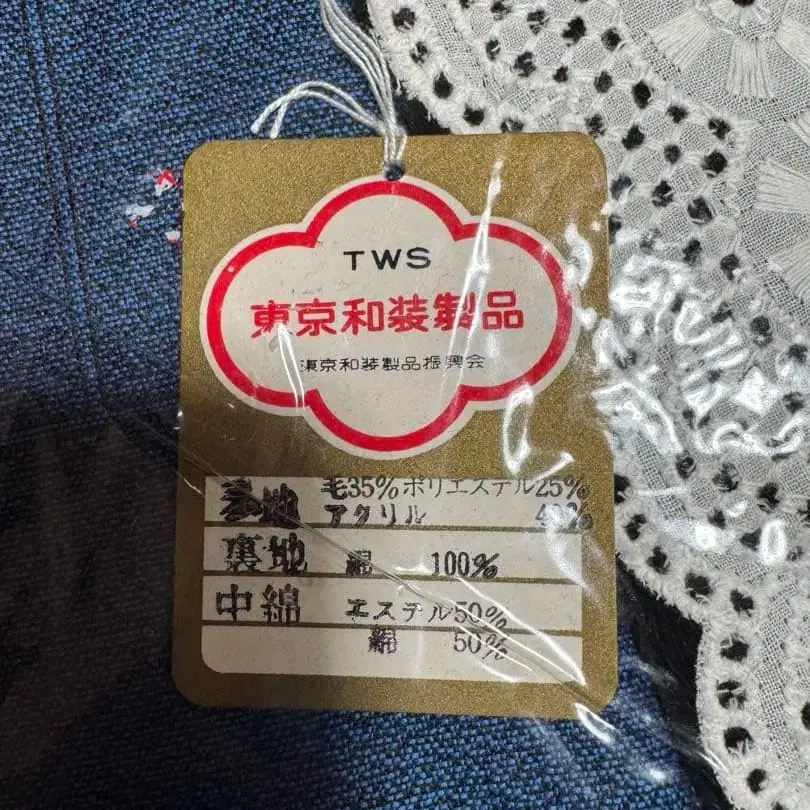 TWS
東京和装製品
東京和装製品振興会
表地 毛35% ポリエステル25%
アクリル 40%
裏地 綿 100%
中綿 エステル50%
綿 50%